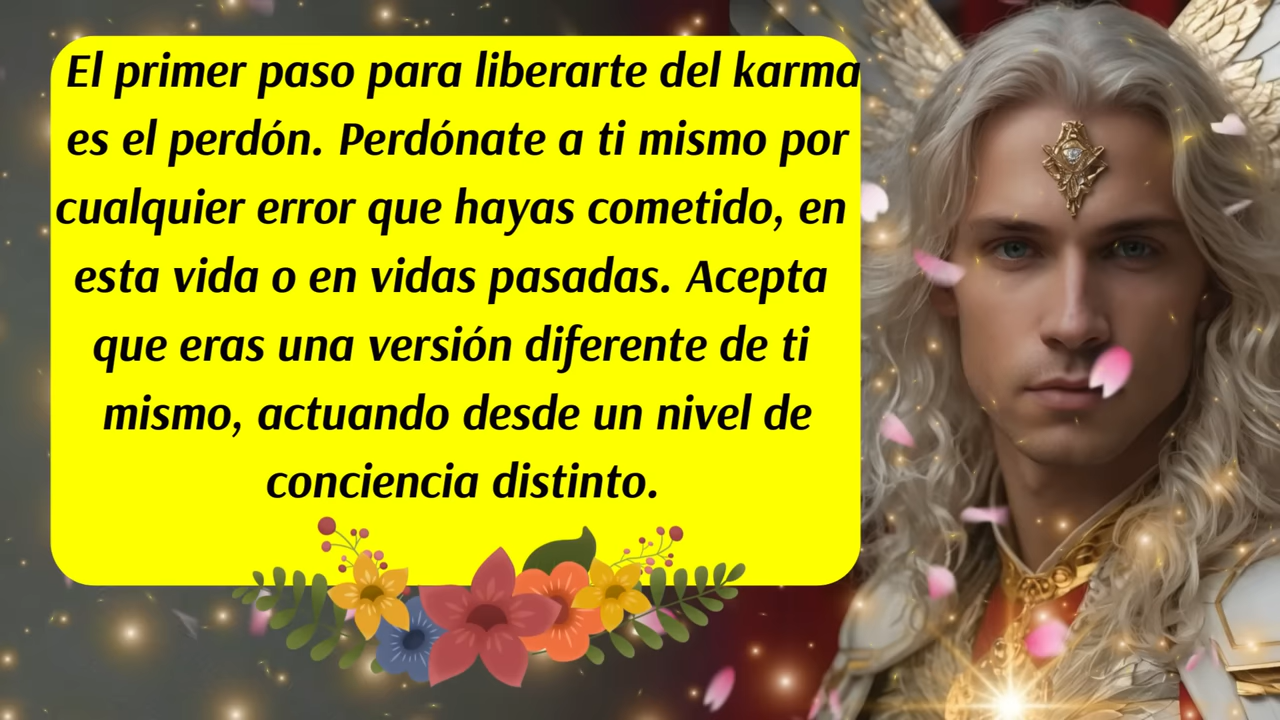 El primer paso para liberarte del karma
es el perdón. Perdónate a ti mismo por
cualquier error que hayas cometido, en
esta vida o en vidas pasadas. Acepta
que eras una versión diferente de ti
mismo, actuando desde un nivel de
conciencia distinto.